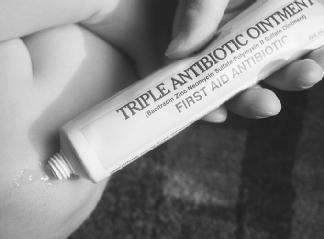 TRIPLE ANTIBIOTIC OINTMENT
(Bacitracin Zinc-Neomycin Sulfate-Polymyxin B Sulfate Ointment)
FIRST AID ANTIBIOTIC